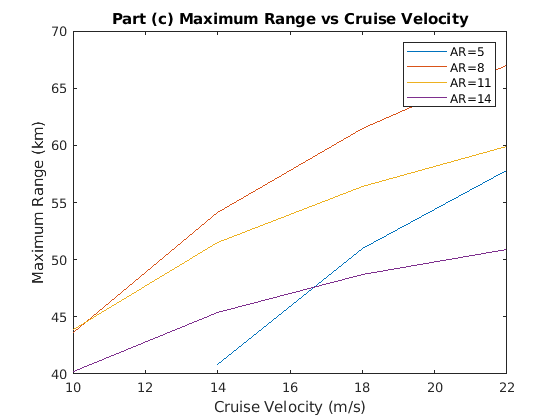 Part (c) Maximum Range vs Cruise Velocity
AR=5
AR=8
AR=11
AR=14
Maximum Range (km)
70
65
60
55
50
45
40
10 12 14 16 18 20 22
Cruise Velocity (m/s)